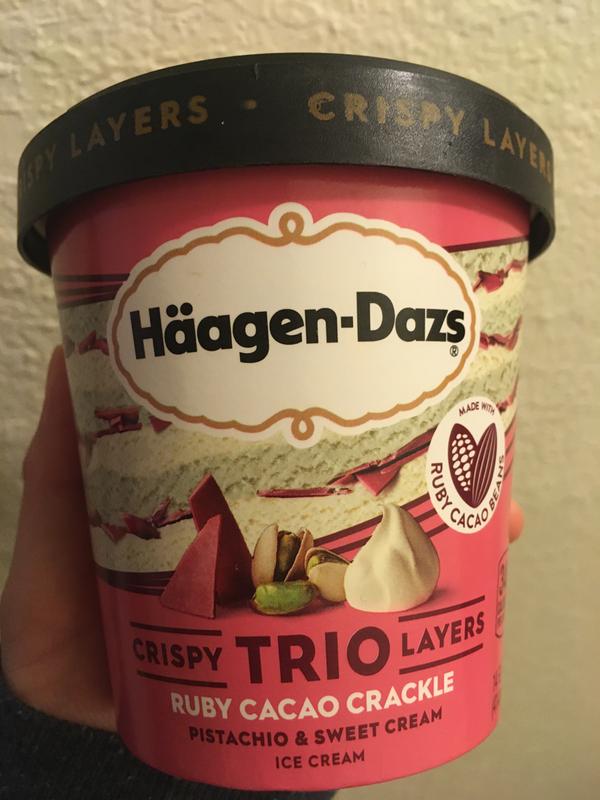 LAYERS • CRISPY LAYERS
Häagen-Dazs®
MADE WITH
RUBY CACAO BEANS
CRISPY TRIO LAYERS
RUBY CACAO CRACKLE
PISTACHIO & SWEET CREAM
ICE CREAM